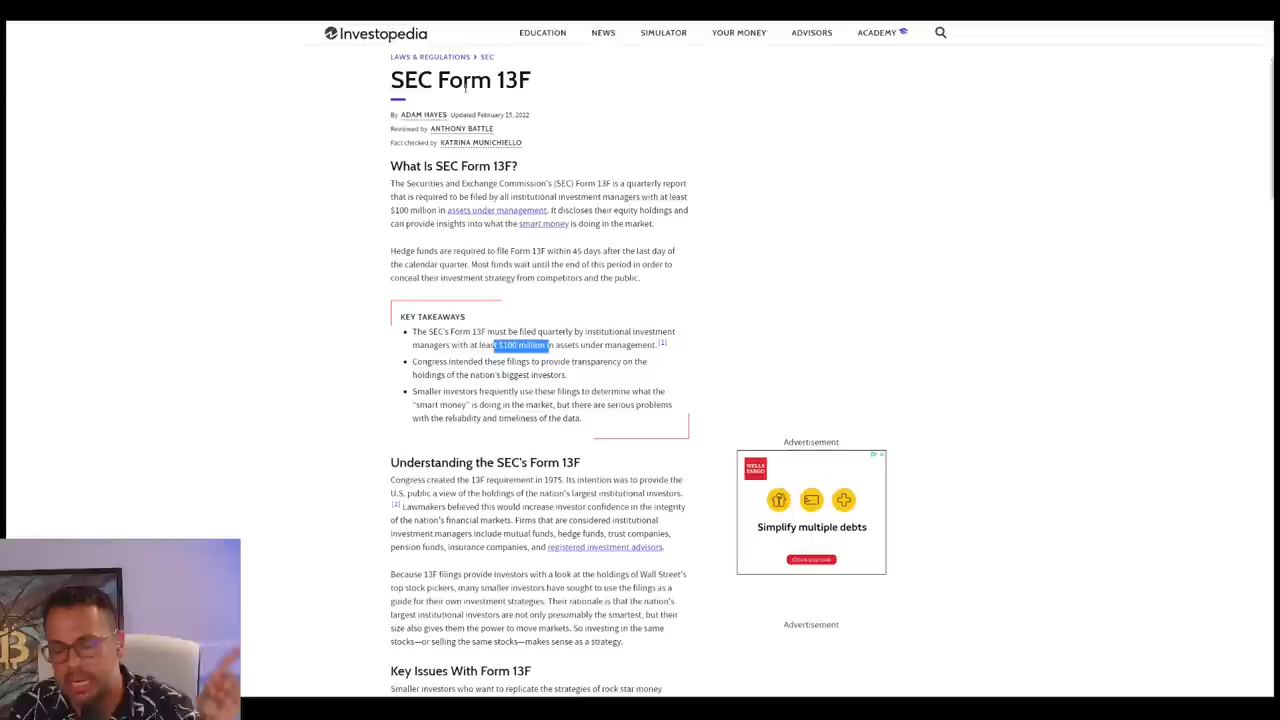 Investopedia
EDUCATION NEWS SIMULATOR YOUR MONEY ADVISORS ACADEMY
LAWS & REGULATIONS › SEC
SEC Form 13F
By ADAM HAYES Updated February 15, 2022
Reviewed by ANTHONY BATTLE
Fact checked by KATRINA MUNICHIELLO
What Is SEC Form 13F?
The Securities and Exchange Commission's (SEC) Form 13F is a quarterly report
that is required to be filed by all institutional investment managers with at least
$100 million in assets under management. It discloses their equity holdings and
can provide insights into what the smart money is doing in the market.
Hedge funds are required to file Form 13F within 45 days after the last day of
the calendar quarter. Most funds wait until the end of this period in order to
conceal their investment strategy from competitors and the public.
KEY TAKEAWAYS
• The SEC's Form 13F must be filed quarterly by institutional investment
managers with at least $100 million in assets under management. [1]
• Congress intended these filings to provide transparency on the
holdings of the nation's biggest investors.
• Smaller investors frequently use these filings to determine what the
"smart money" is doing in the market, but there are serious problems
with the reliability and timeliness of the data.
Understanding the SEC's Form 13F
Congress created the 13F requirement in 1975. Its intention was to provide the
U.S. public a view of the holdings of the nation's largest institutional investors.
[2] Lawmakers believed this would increase investor confidence in the integrity
of the nation's financial markets. Firms that are considered institutional
investment managers include mutual funds, hedge funds, trust companies,
pension funds, insurance companies, and registered investment advisors.
Because 13F filings provide investors with a look at the holdings of Wall Street's
top stock pickers, many smaller investors have sought to use the filings as a
guide for their own investment strategies. Their rationale is that the nation's
largest institutional investors are not only presumably the smartest, but their
size also gives them the power to move markets. So investing in the same
stocks—or selling the same stocks—makes sense as a strategy.
Key Issues With Form 13F
Smaller investors who want to replicate the strategies of rock star money
Advertisement
WELLS
FARGO
Simplify multiple debts
Advertisement